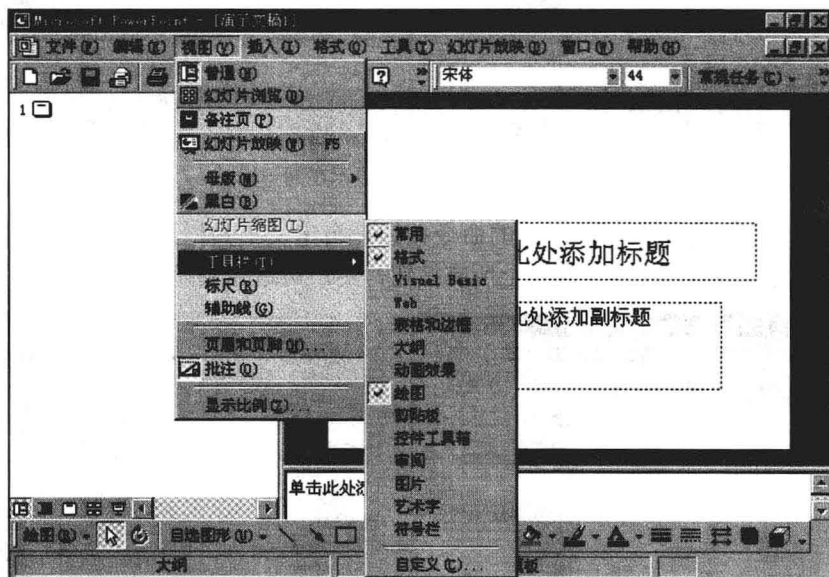 Microsoft PowerPoint - [演示文稿1]
文件(F) 编辑(E) 视图(V) 插入(I) 格式(O) 工具(T) 幻灯片放映(D) 窗口(W) 帮助(H)
宋体 44 常规任务(C)
普通(N)
幻灯片浏览(D)
备注页(P)
幻灯片放映(W) F5
母版(M)
黑白(B)
幻灯片缩图(I)
工具栏(T)
标尺(R)
辅助线(G)
页眉和页脚(H)...
批注(O)
显示比例(Z)...
常用
格式
Visual Basic
Web
表格和边框
大纲
动画效果
绘图
剪贴板
控件工具箱
审阅
图片
艺术字
符号栏
自定义(C)...
1
此处添加标题
此处添加副标题
单击此处添
绘图(R) 自选图形(U)
大纲 模板